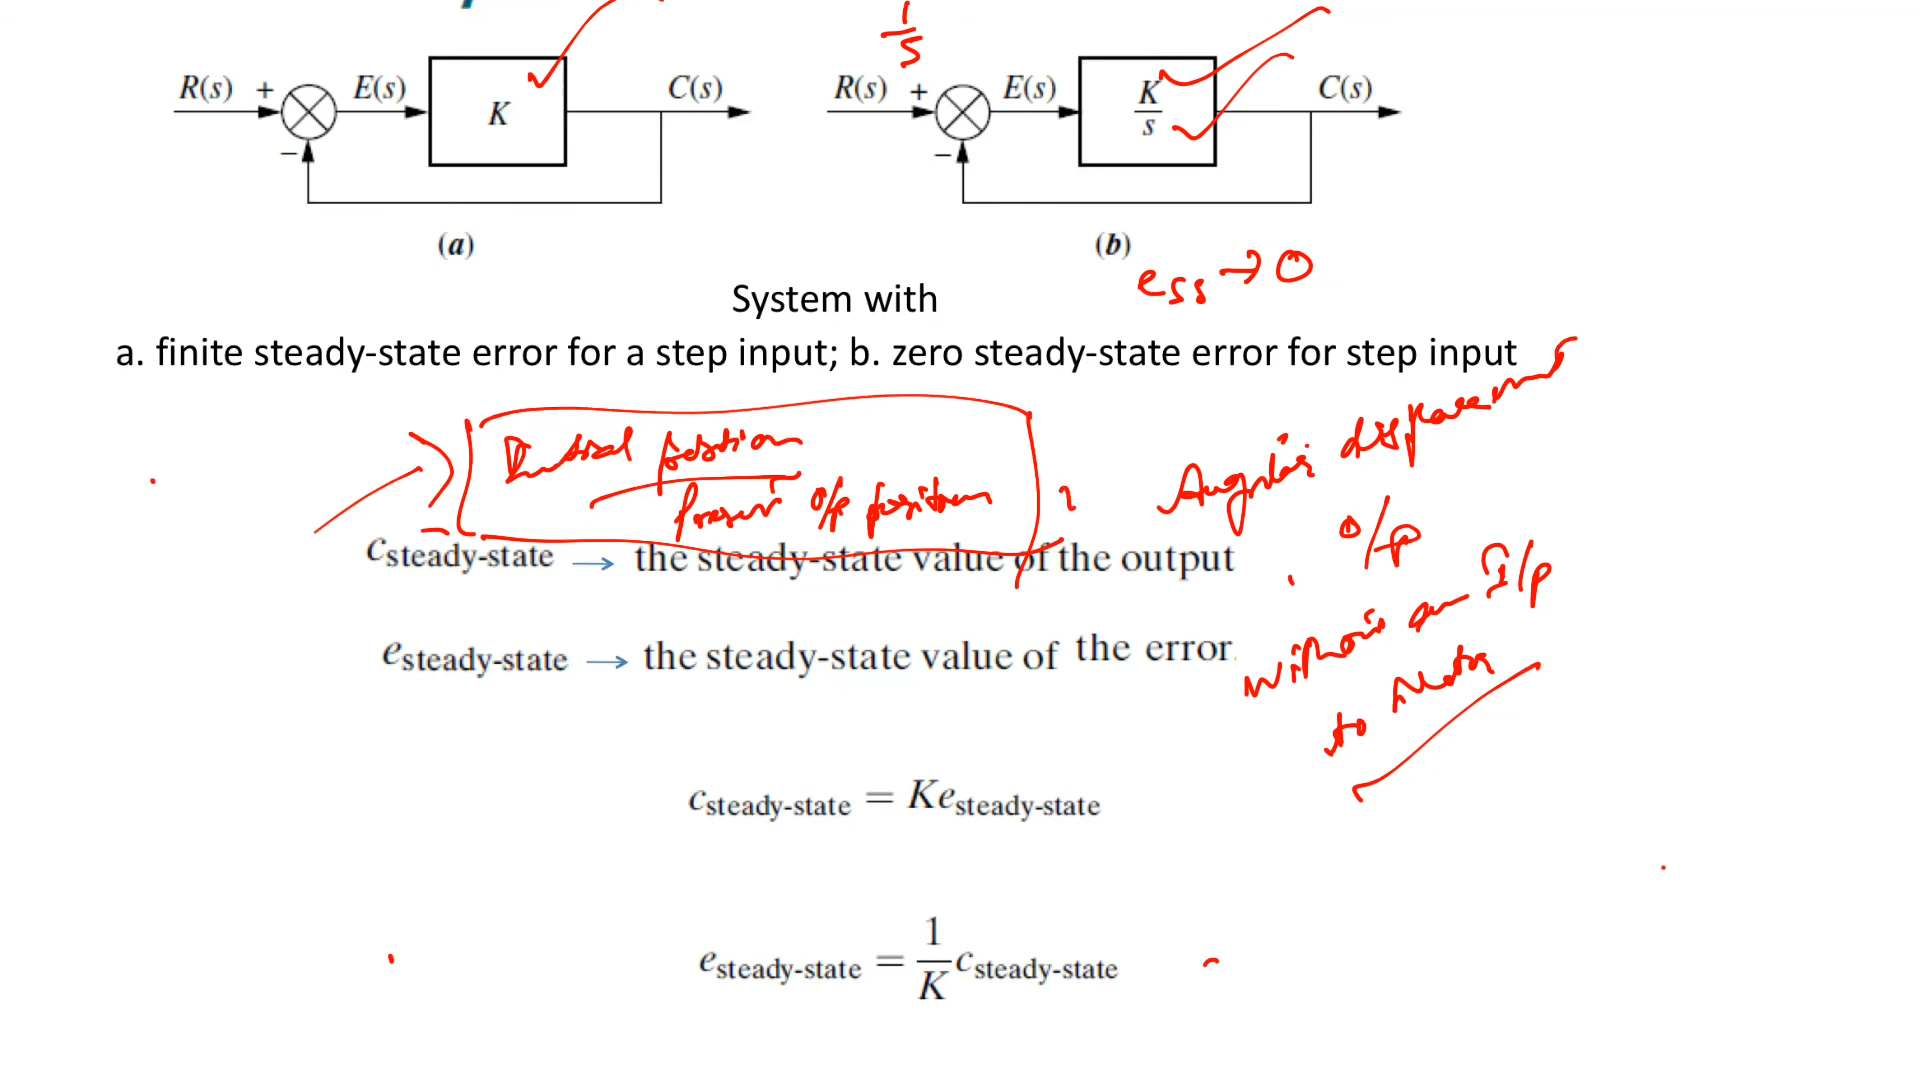 1/s
R(s) + E(s) K C(s) R(s) + E(s) K/s C(s)
− −
(a) (b)
ess → 0
System with
a. finite steady-state error for a step input; b. zero steady-state error for step input
Initial position
Present o/p position
Angular displacement
o/p
without an I/p
to Motor
csteady-state → the steady-state value of the output
esteady-state → the steady-state value of the error.
csteady-state = Kesteady-state
esteady-state = 1/K csteady-state